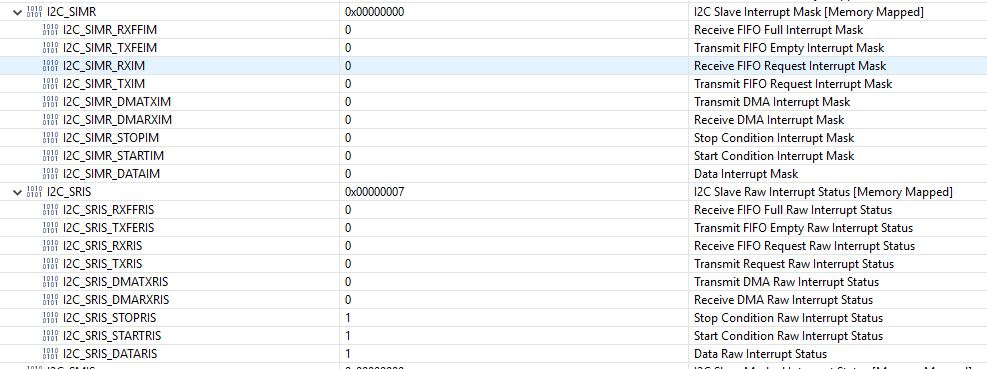 I2C_SIMR 0x00000000 I2C Slave Interrupt Mask [Memory Mapped]
I2C_SIMR_RXFFIM 0 Receive FIFO Full Interrupt Mask
I2C_SIMR_TXFEIM 0 Transmit FIFO Empty Interrupt Mask
I2C_SIMR_RXIM 0 Receive FIFO Request Interrupt Mask
I2C_SIMR_TXIM 0 Transmit FIFO Request Interrupt Mask
I2C_SIMR_DMATXIM 0 Transmit DMA Interrupt Mask
I2C_SIMR_DMARXIM 0 Receive DMA Interrupt Mask
I2C_SIMR_STOPIM 0 Stop Condition Interrupt Mask
I2C_SIMR_STARTIM 0 Start Condition Interrupt Mask
I2C_SIMR_DATAIM 0 Data Interrupt Mask
I2C_SRIS 0x00000007 I2C Slave Raw Interrupt Status [Memory Mapped]
I2C_SRIS_RXFFRIS 0 Receive FIFO Full Raw Interrupt Status
I2C_SRIS_TXFERIS 0 Transmit FIFO Empty Raw Interrupt Status
I2C_SRIS_RXRIS 0 Receive FIFO Request Raw Interrupt Status
I2C_SRIS_TXRIS 0 Transmit Request Raw Interrupt Status
I2C_SRIS_DMATXRIS 0 Transmit DMA Raw Interrupt Status
I2C_SRIS_DMARXRIS 0 Receive DMA Raw Interrupt Status
I2C_SRIS_STOPRIS 1 Stop Condition Raw Interrupt Status
I2C_SRIS_STARTRIS 1 Start Condition Raw Interrupt Status
I2C_SRIS_DATARIS 1 Data Raw Interrupt Status